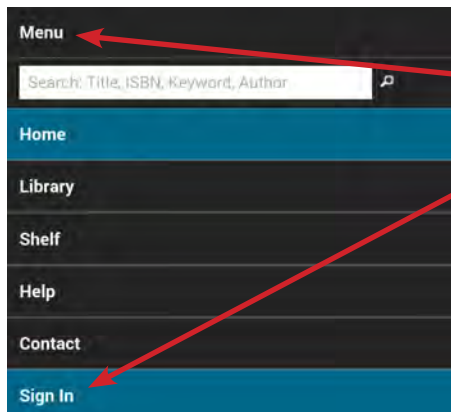 Menu
Search: Title, ISBN, Keyword, Author
Home
Library
Shelf
Help
Contact
Sign In